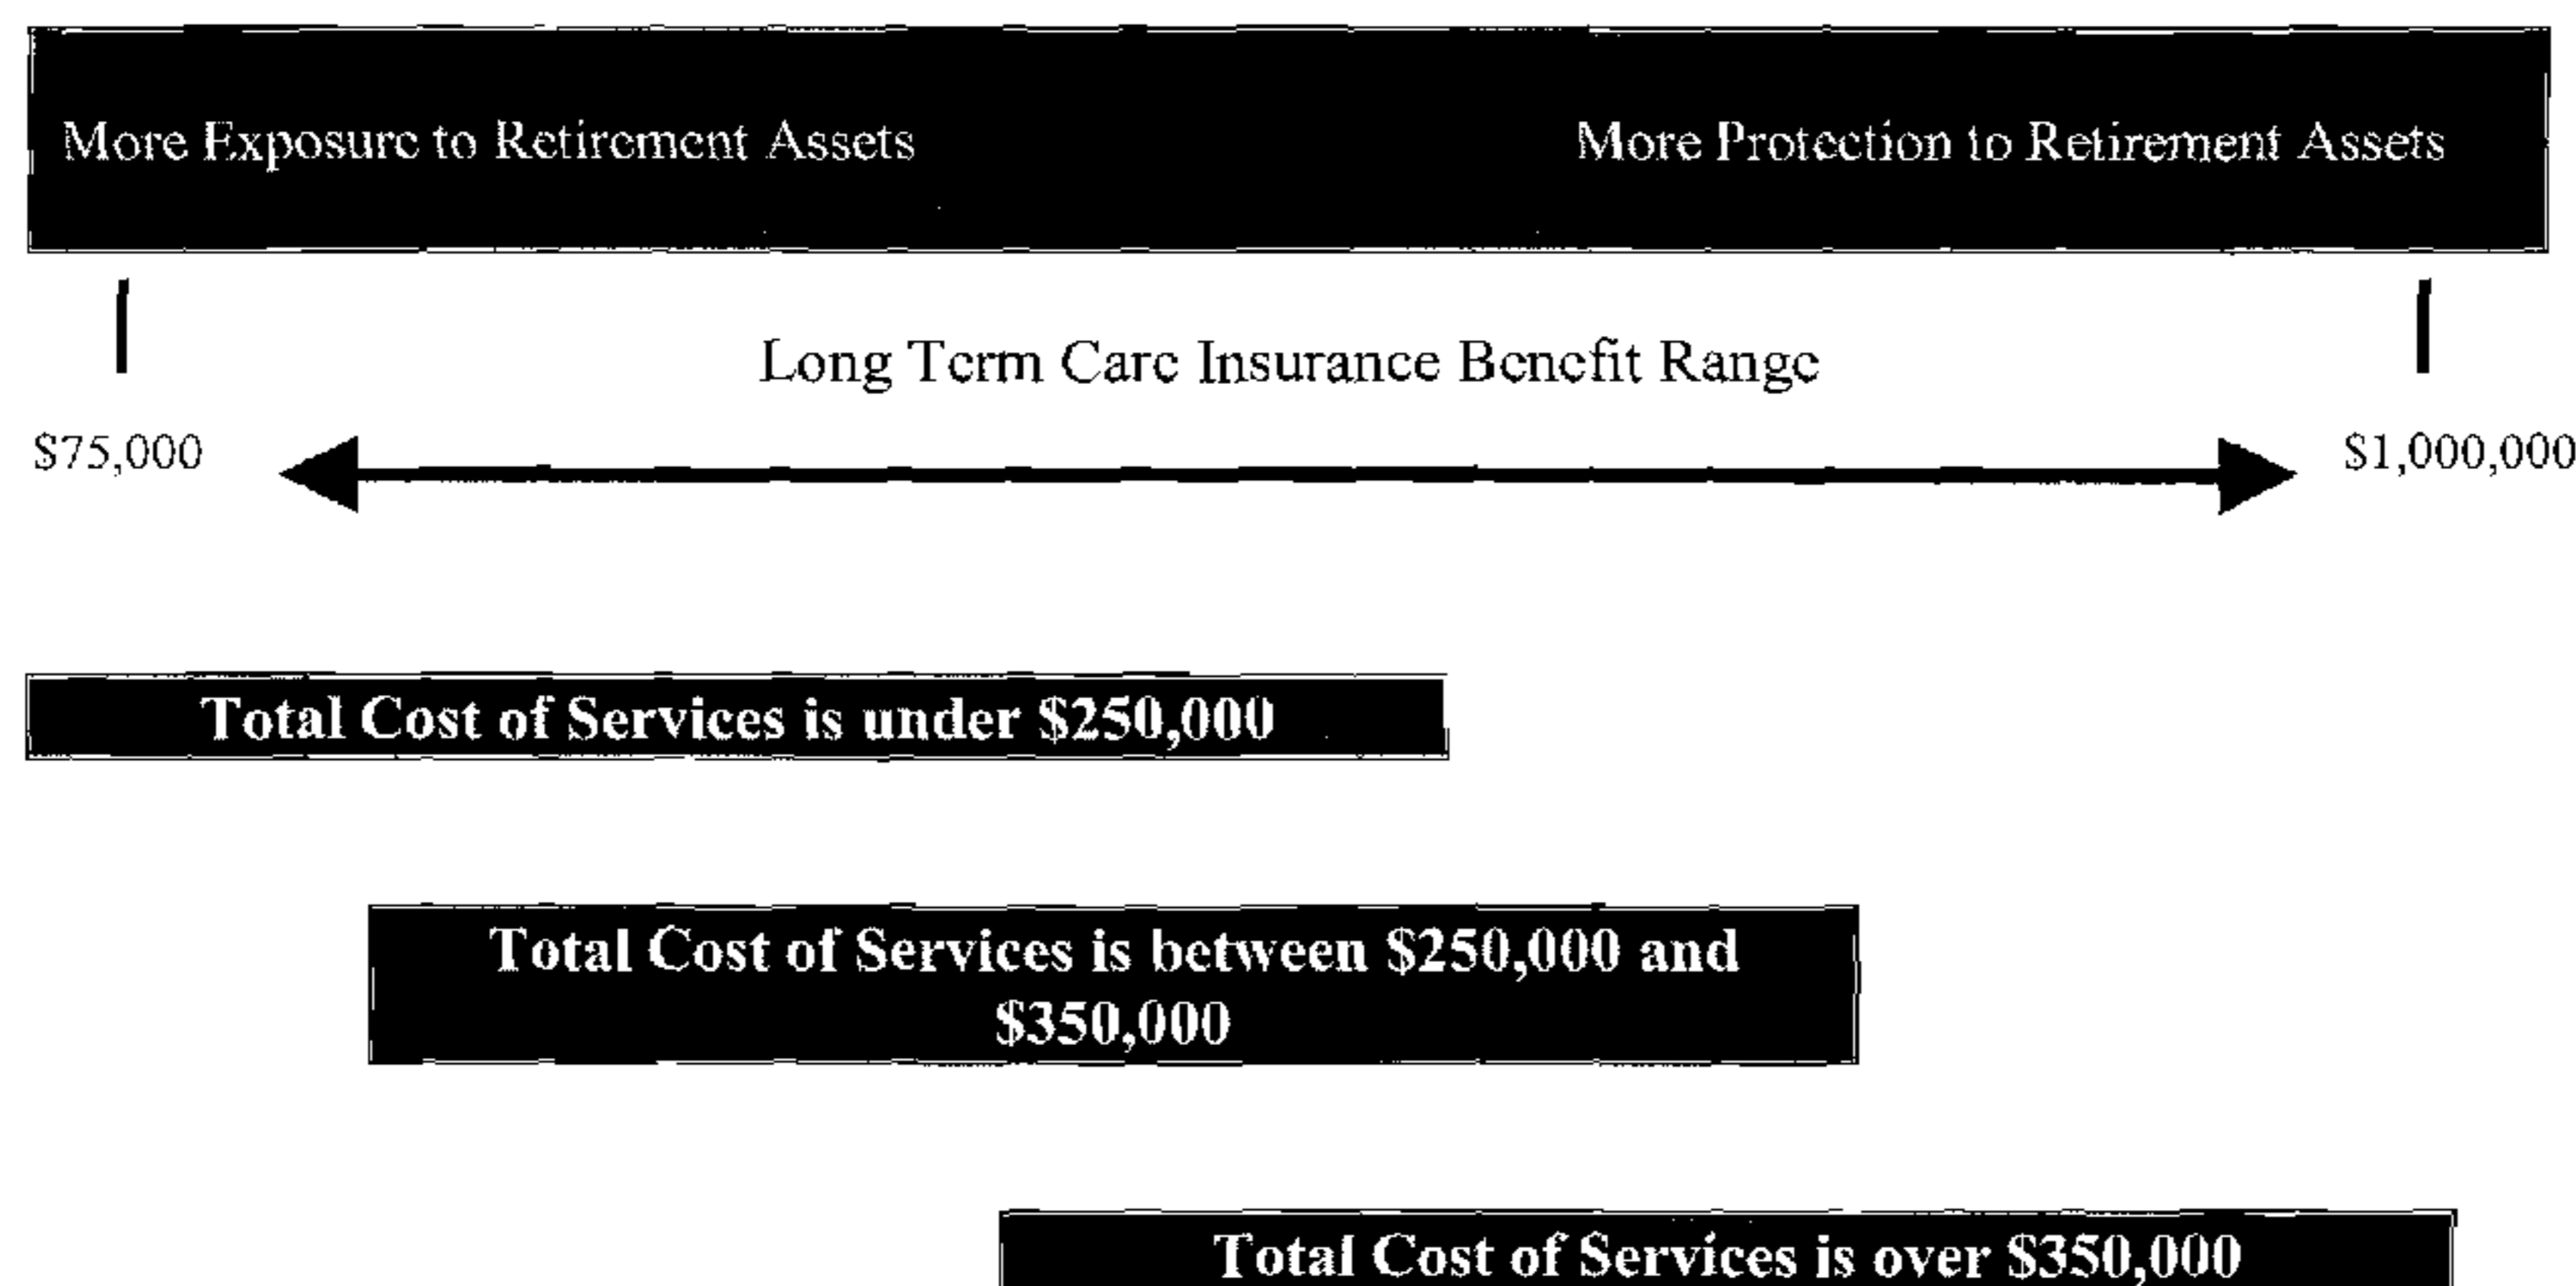 More Exposure to Retirement Assets More Protection to Retirement Assets
Long Term Care Insurance Benefit Range
$75,000 $1,000,000
Total Cost of Services is under $250,000
Total Cost of Services is between $250,000 and
$350,000
Total Cost of Services is over $350,000